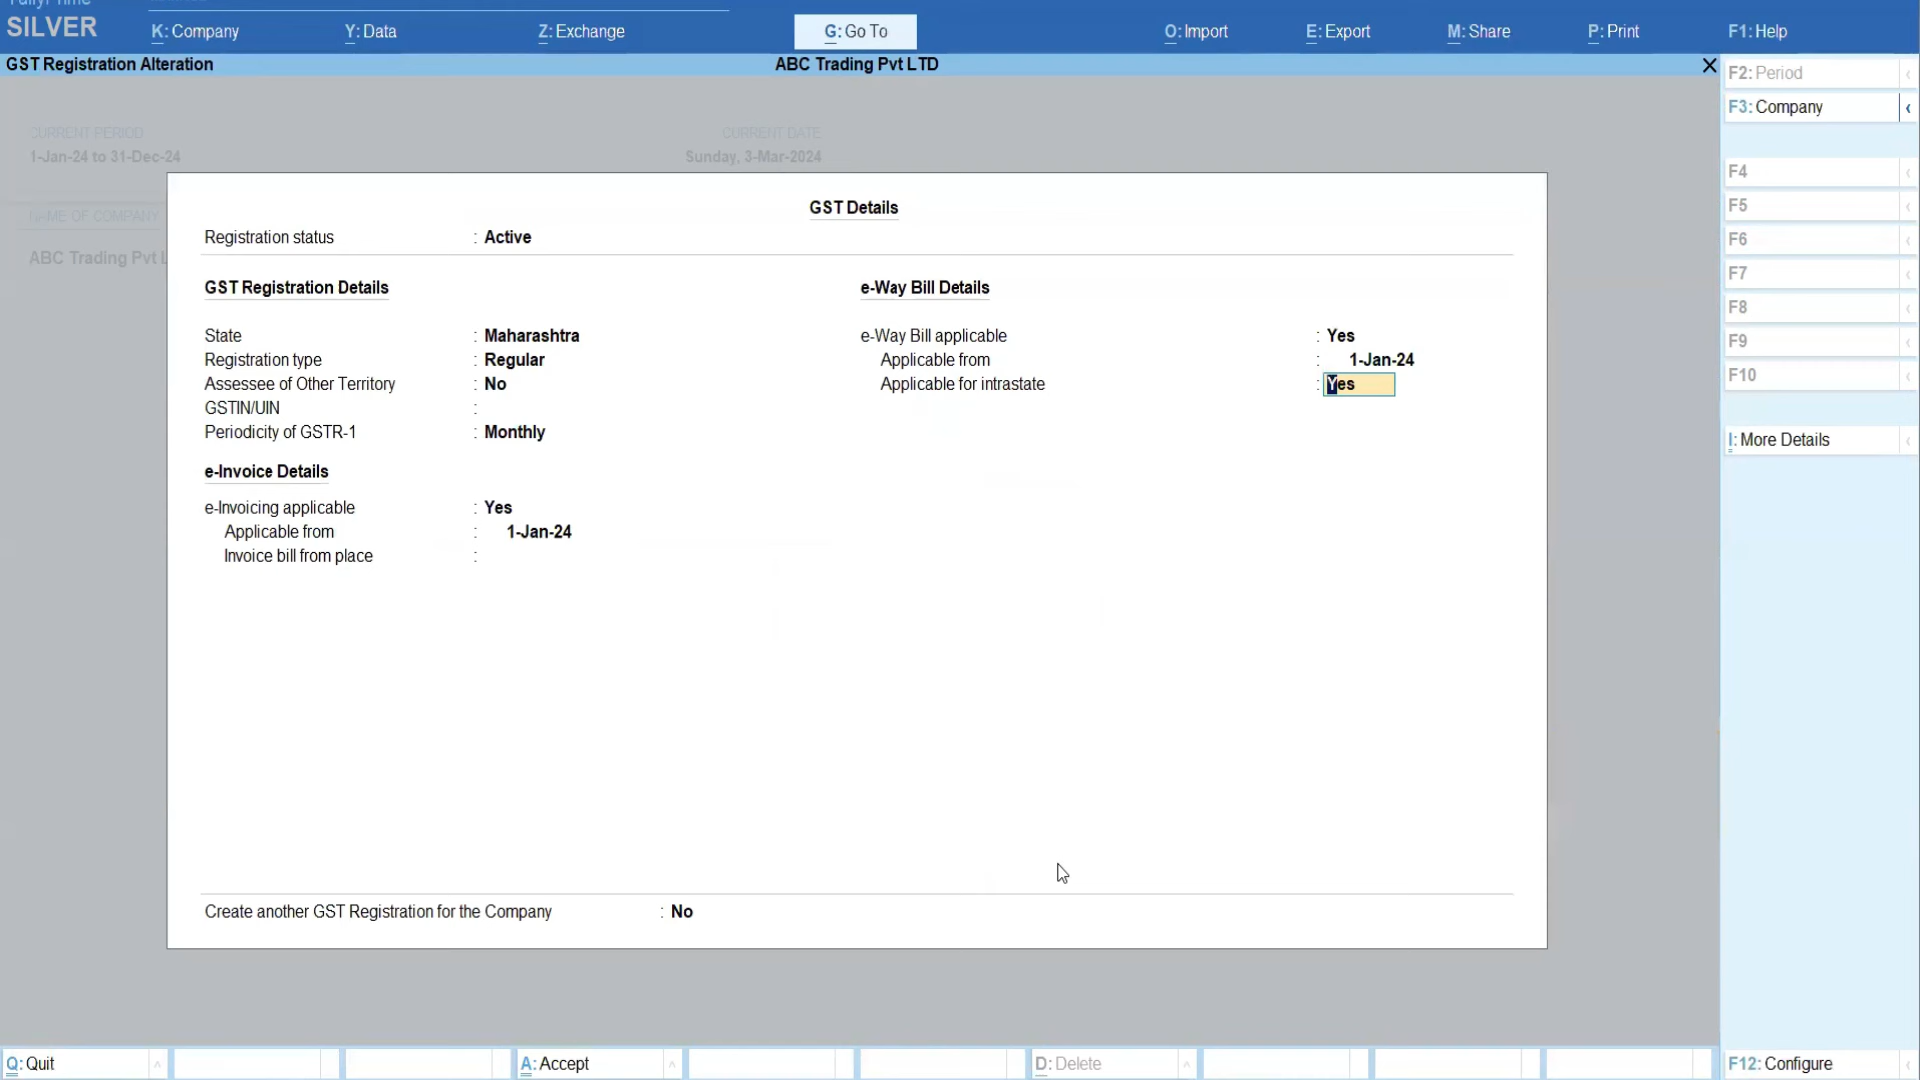 SILVER
K: Company
Y: Data
Z: Exchange
G: Go To
O: Import
E: Export
M: Share
P: Print
F1: Help
GST Registration Alteration
ABC Trading Pvt LTD
X
F2: Period
F3: Company
F4
F5
F6
F7
F8
F9
F10
I: More Details
CURRENT PERIOD
1-Jan-24 to 31-Dec-24
CURRENT DATE
Sunday, 3-Mar-2024
NAME OF COMPANY
ABC Trading Pvt L
GST Details
Registration status : Active
GST Registration Details
State : Maharashtra
Registration type : Regular
Assessee of Other Territory : No
GSTIN/UIN :
Periodicity of GSTR-1 : Monthly
e-Invoice Details
e-Invoicing applicable : Yes
Applicable from : 1-Jan-24
Invoice bill from place :
e-Way Bill Details
e-Way Bill applicable : Yes
Applicable from : 1-Jan-24
Applicable for intrastate : Yes
Create another GST Registration for the Company : No
Q: Quit
A: Accept
D: Delete
F12: Configure